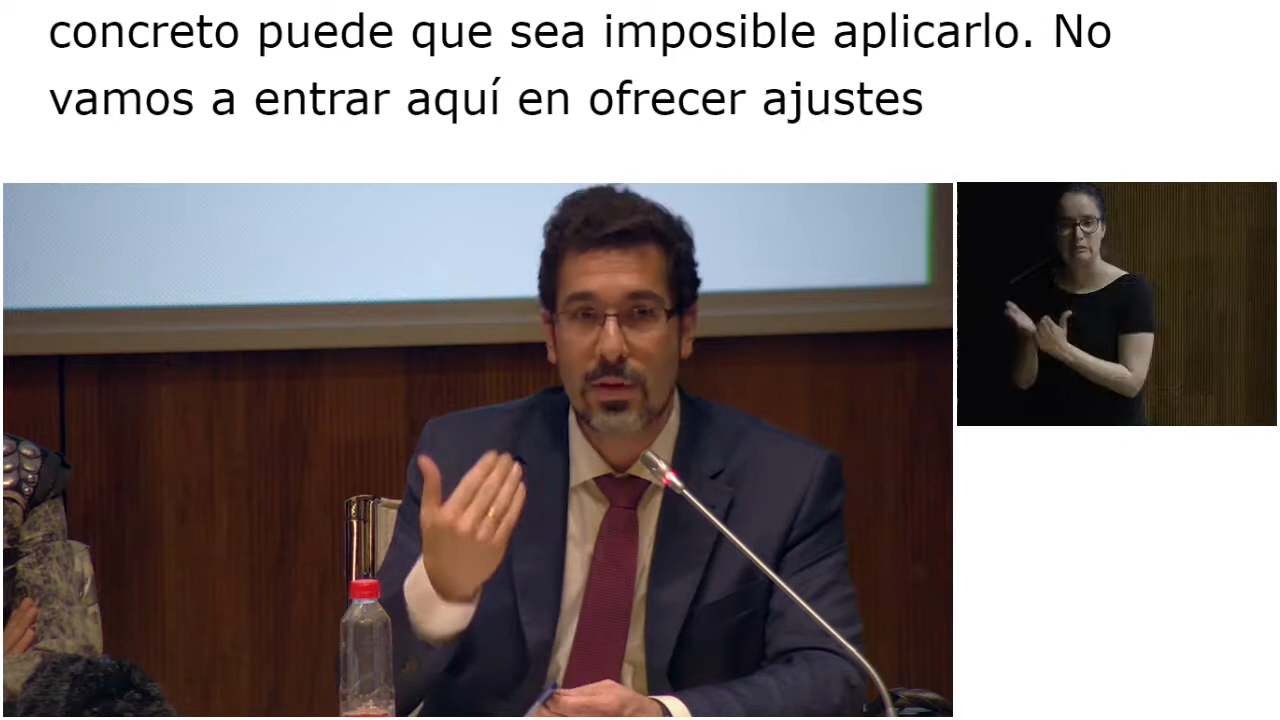 concreto puede que sea imposible aplicarlo. No
vamos a entrar aquí en ofrecer ajustes